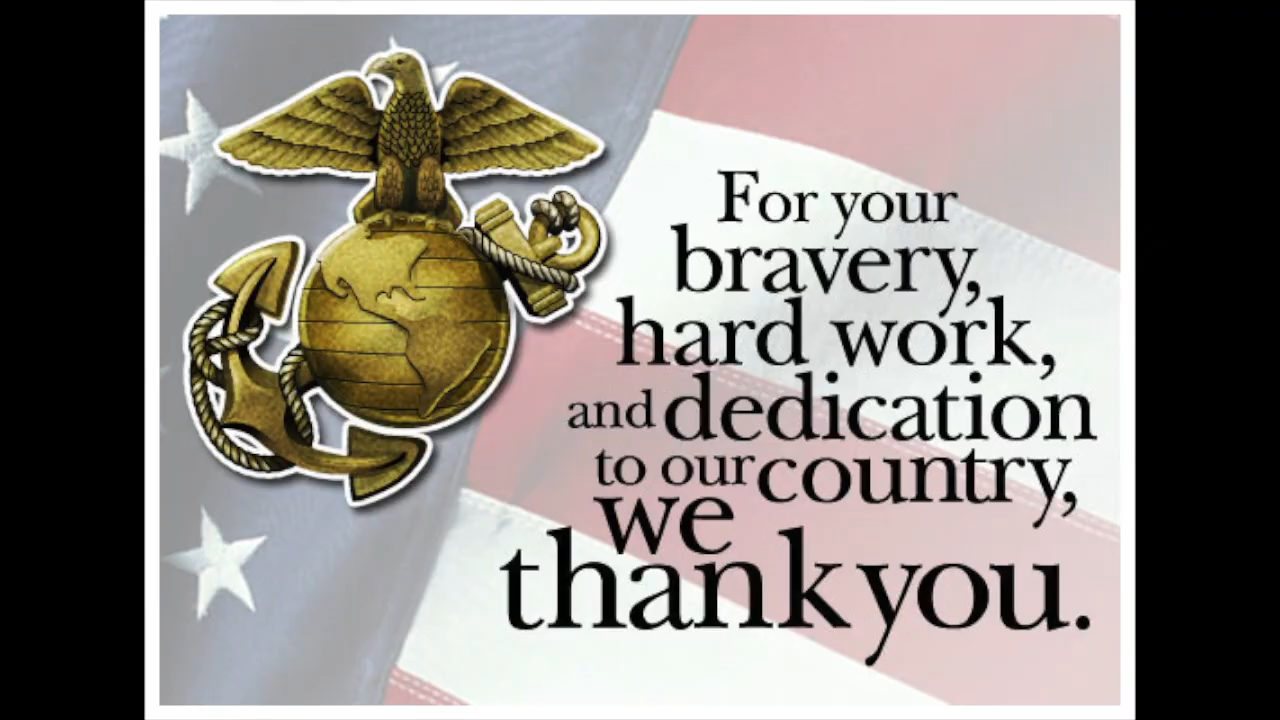 For your
bravery,
hard work,
and dedication
to our country,
we
thank you.